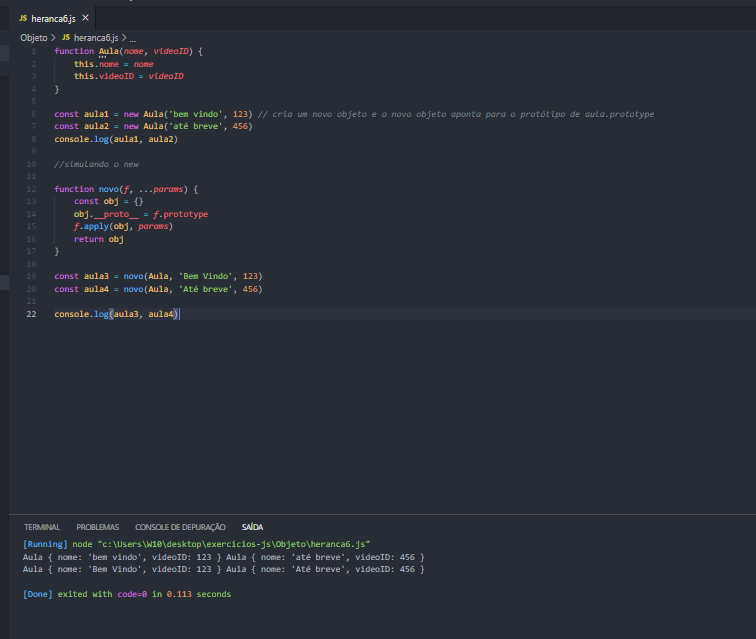 JS heranca6.js ×
Objeto > JS heranca6.js > ...
1 function Aula(nome, videoID) {
2 this.nome = nome
3 this.videoID = videoID
4 }
5
6 const aula1 = new Aula('bem vindo', 123) // cria um novo objeto e o novo objeto aponta para o protótipo de aula.prototype
7 const aula2 = new Aula('até breve', 456)
8 console.log(aula1, aula2)
9
10 //simulando o new
11
12 function novo(f, ...params) {
13 const obj = {}
14 obj.__proto__ = f.prototype
15 f.apply(obj, params)
16 return obj
17 }
18
19 const aula3 = novo(Aula, 'Bem Vindo', 123)
20 const aula4 = novo(Aula, 'Até breve', 456)
21
22 console.log(aula3, aula4)
TERMINAL PROBLEMAS CONSOLE DE DEPURAÇÃO SAÍDA
[Running] node "c:\Users\W10\desktop\exercicios-js\Objeto\heranca6.js"
Aula { nome: 'bem vindo', videoID: 123 } Aula { nome: 'até breve', videoID: 456 }
Aula { nome: 'Bem Vindo', videoID: 123 } Aula { nome: 'Até breve', videoID: 456 }
[Done] exited with code=0 in 0.113 seconds